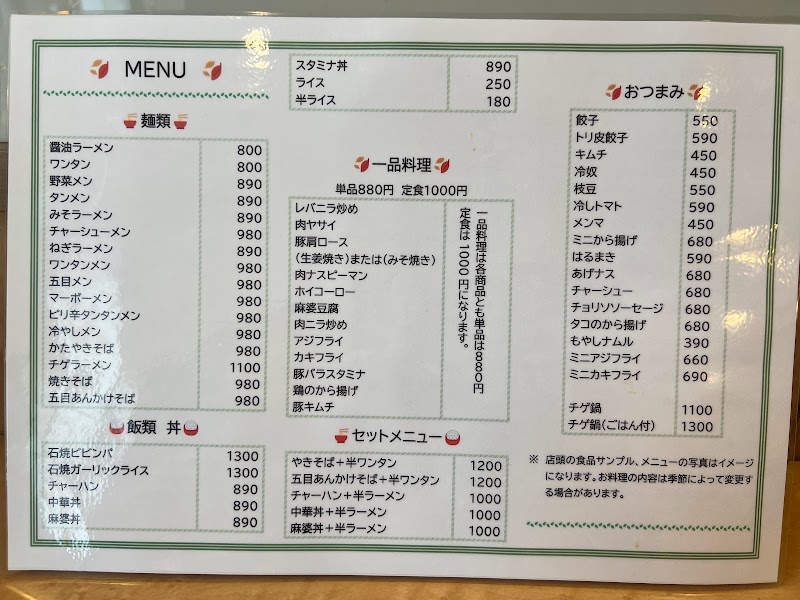 MENU
麺類
醤油ラーメン 800
ワンタン 800
野菜メン 890
タンメン 890
みそラーメン 890
チャーシューメン 980
ねぎラーメン 890
ワンタンメン 980
五目メン 980
マーボーメン 980
ピリ辛タンタンメン 980
冷やしメン 980
かたやきそば 980
チゲラーメン 1100
焼きそば 980
五目あんかけそば 980
飯類 丼
石焼ビビンバ 1300
石焼ガーリックライス 1300
チャーハン 890
中華丼 890
麻婆丼 890
スタミナ丼 890
ライス 250
半ライス 180
一品料理
単品880円 定食1000円
レバニラ炒め
肉ヤサイ
豚肩ロース
(生姜焼き)または(みそ焼き)
肉ナスピーマン
ホイコーロー
麻婆豆腐
肉ニラ炒め
アジフライ
カキフライ
豚バラスタミナ
鶏のから揚げ
豚キムチ
一品料理は各商品とも単品は880円
定食は1000円になります。
セットメニュー
やきそば+半ワンタン 1200
五目あんかけそば+半ワンタン 1200
チャーハン+半ラーメン 1000
中華丼+半ラーメン 1000
麻婆丼+半ラーメン 1000
おつまみ
餃子 550
トリ皮餃子 590
キムチ 450
冷奴 450
枝豆 550
冷しトマト 590
メンマ 450
ミニから揚げ 680
はるまき 590
あげナス 680
チャーシュー 680
チョリソソーセージ 680
タコのから揚げ 680
もやしナムル 390
ミニアジフライ 660
ミニカキフライ 690
チゲ鍋 1100
チゲ鍋(ごはん付) 1300
※ 店頭の食品サンプル、メニューの写真はイメージ
になります。お料理の内容は季節によって変更す
る場合があります。